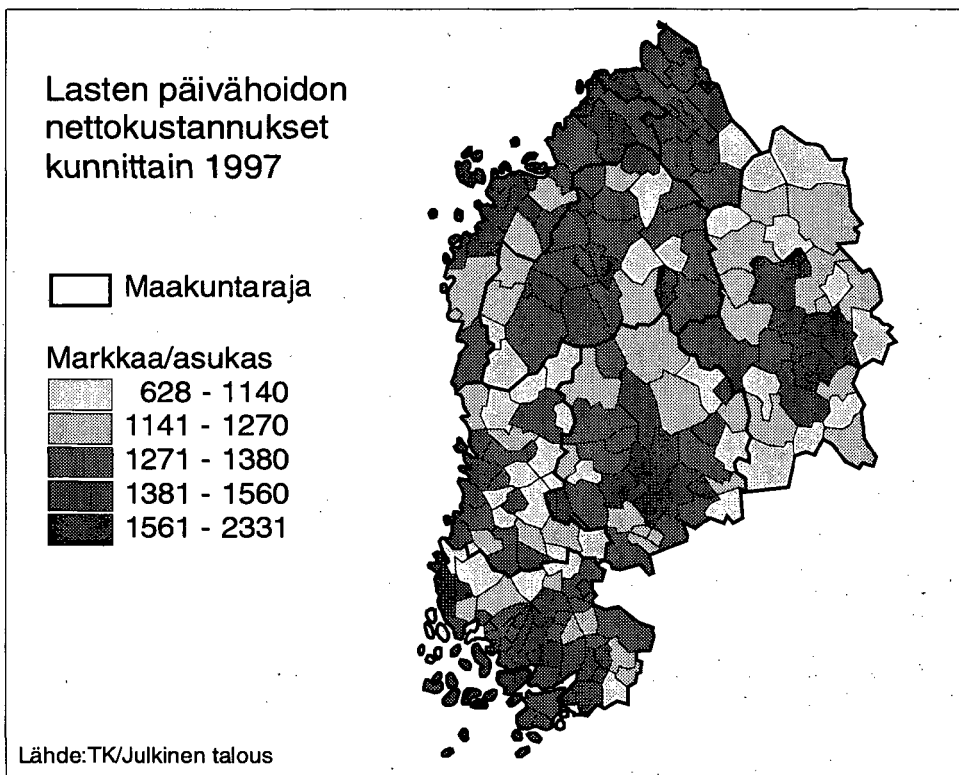 Lasten päivähoidon
nettokustannukset
kunnittain 1997
Maakuntaraja
Markkaa/asukas
628 - 1140
1141 - 1270
1271 - 1380
1381 - 1560
1561 - 2331
Lähde:TK/Julkinen talous